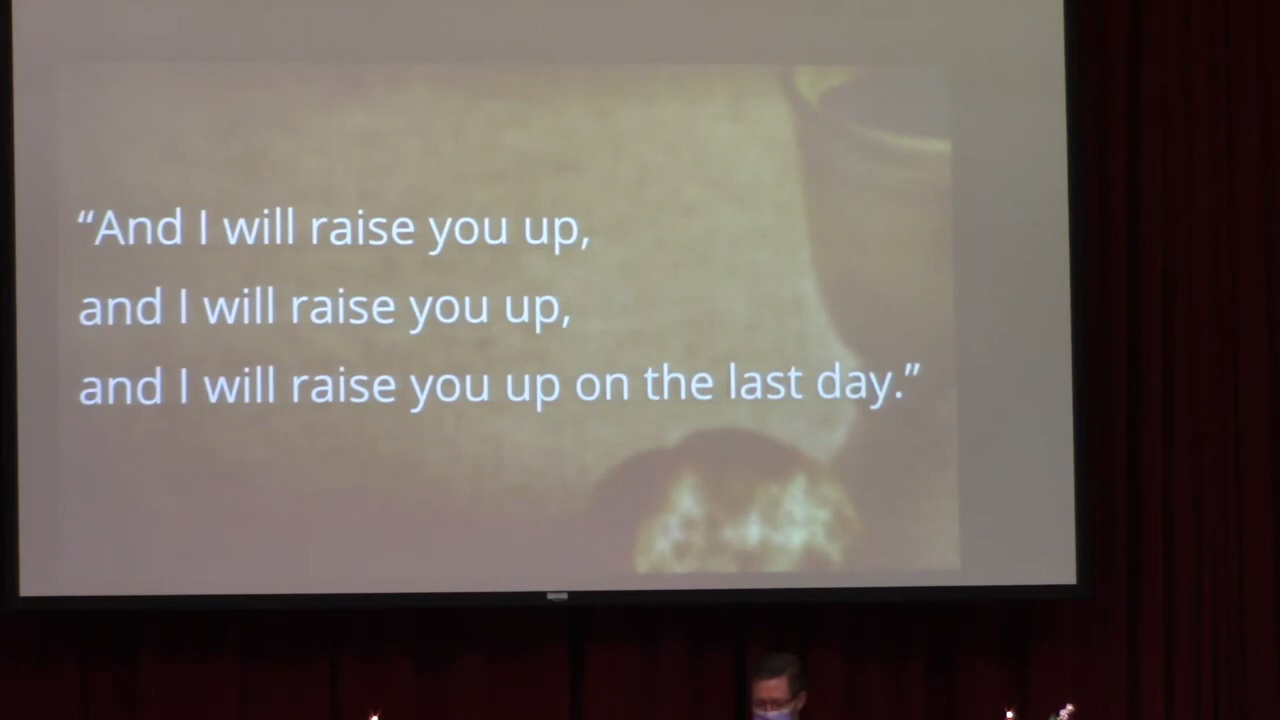 “And I will raise you up,
and I will raise you up,
and I will raise you up on the last day.”